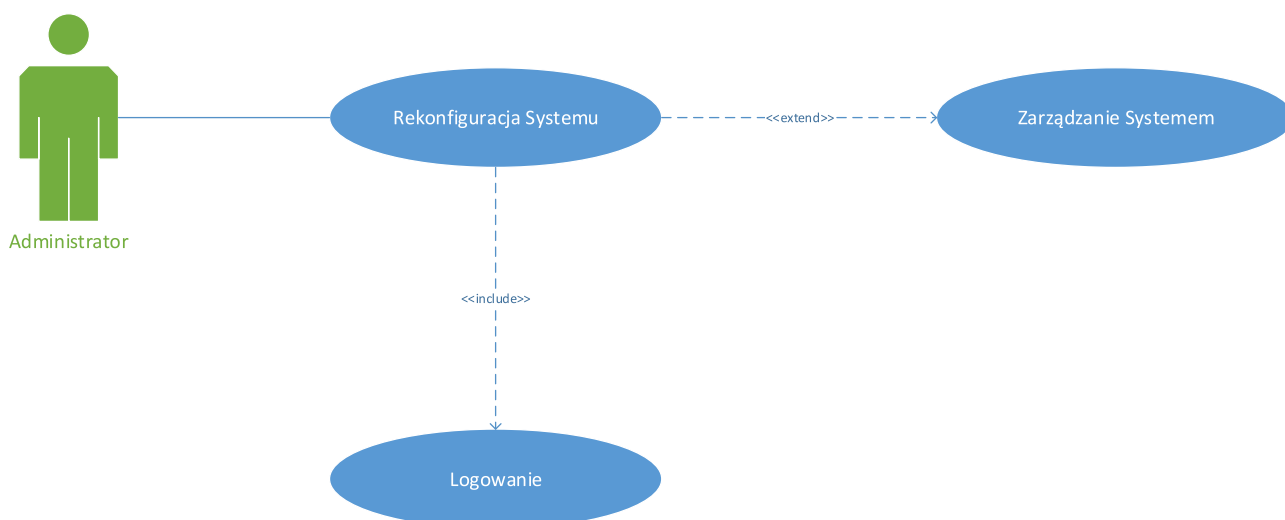 Rekonfiguracja Systemu
<<extend>>
Zarządzanie Systemem
Administrator
<<include>>
Logowanie